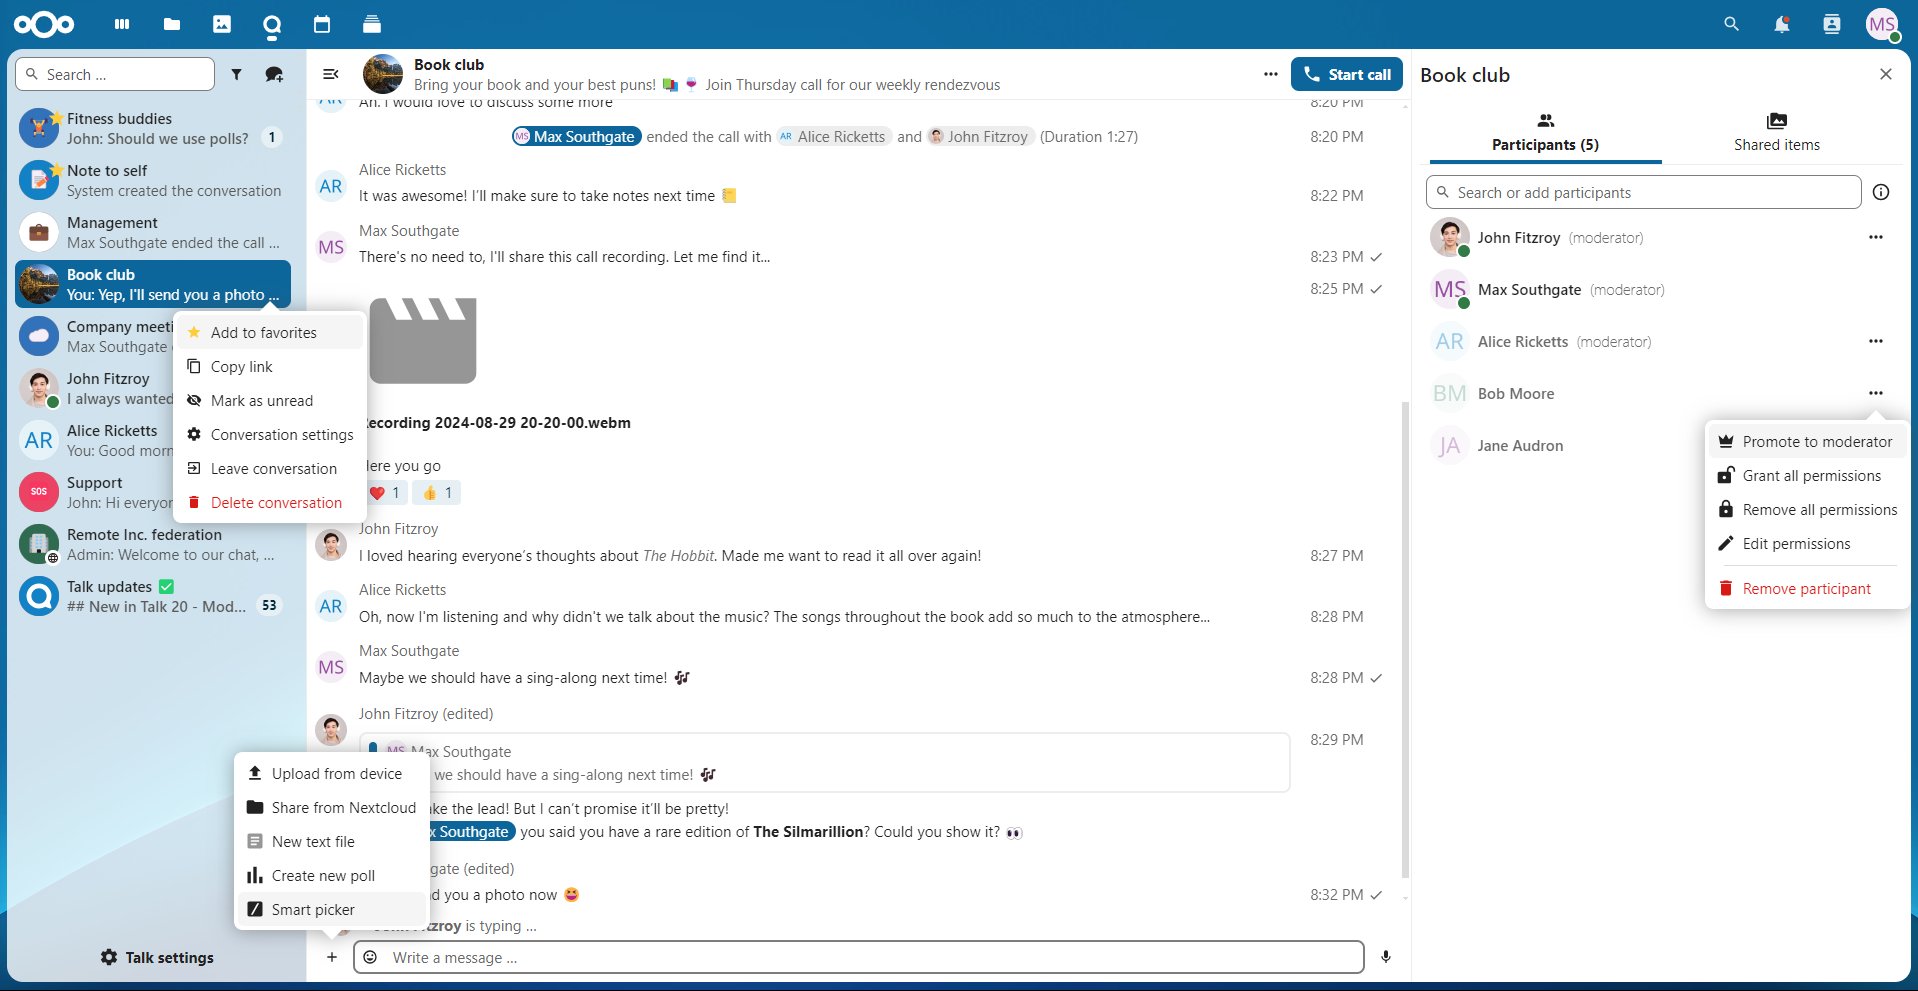 MS
Search ...
Fitness buddies
John: Should we use polls?
1
Note to self
System created the conversation
Management
Max Southgate ended the call ...
Book club
You: Yep, I'll send you a photo ...
Company meeti
Max Southgate
John Fitzroy
I always wanted
AR
Alice Ricketts
You: Good morn
SOS
Support
John: Hi everyon
Remote Inc. federation
Admin: Welcome to our chat, ...
Talk updates ✅
## New in Talk 20 - Mod...
53
Talk settings
Add to favorites
Copy link
Mark as unread
Conversation settings
Leave conversation
Delete conversation
Upload from device
Share from Nextcloud
New text file
Create new poll
Smart picker
Book club
Bring your book and your best puns! 📚 🍷 Join Thursday call for our weekly rendezvous
Start call
Ah. I would love to discuss some more
8:20 PM
MS Max Southgate ended the call with AR Alice Ricketts and John Fitzroy (Duration 1:27)
8:20 PM
Alice Ricketts
AR
It was awesome! I'll make sure to take notes next time 📒
8:22 PM
Max Southgate
MS
There's no need to, I'll share this call recording. Let me find it...
8:23 PM
8:25 PM
ecording 2024-08-29 20-20-00.webm
ere you go
❤️ 1 👍 1
John Fitzroy
I loved hearing everyone's thoughts about The Hobbit. Made me want to read it all over again!
8:27 PM
Alice Ricketts
AR
Oh, now I'm listening and why didn't we talk about the music? The songs throughout the book add so much to the atmosphere...
8:28 PM
Max Southgate
MS
Maybe we should have a sing-along next time! 🎶
8:28 PM
John Fitzroy (edited)
8:29 PM
MS Max Southgate
we should have a sing-along next time! 🎶
ke the lead! But I can't promise it'll be pretty!
x Southgate you said you have a rare edition of The Silmarillion? Could you show it? 👀
gate (edited)
d you a photo now 😆
8:32 PM
zroy is typing ...
Write a message ...
Book club
Participants (5)
Shared items
Search or add participants
John Fitzroy (moderator)
MS
Max Southgate (moderator)
AR
Alice Ricketts (moderator)
BM
Bob Moore
JA
Jane Audron
Promote to moderator
Grant all permissions
Remove all permissions
Edit permissions
Remove participant